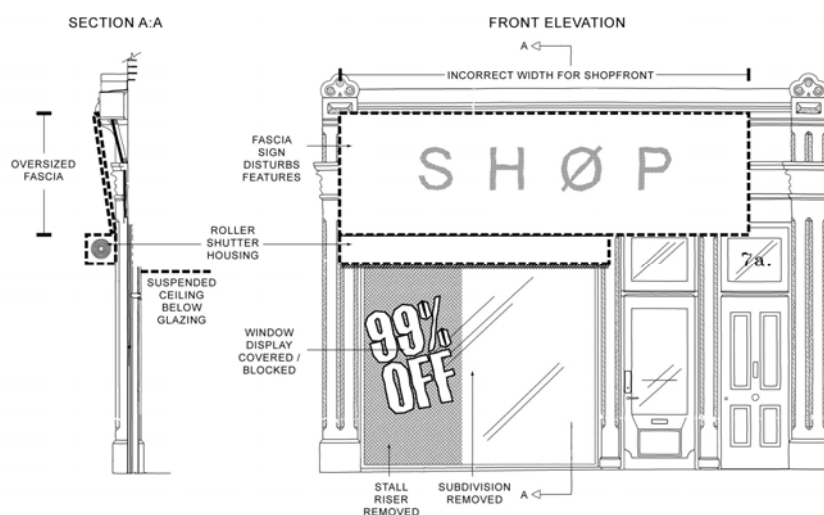 SECTION A:A
FRONT ELEVATION
A
INCORRECT WIDTH FOR SHOPFRONT
OVERSIZED
FASCIA
FASCIA
SIGN
DISTURBS
FEATURES
SHØP
ROLLER
SHUTTER
HOUSING
7a.
SUSPENDED
CEILING
BELOW
GLAZING
WINDOW
DISPLAY
COVERED /
BLOCKED
99%
OFF
STALL
RISER
REMOVED
SUBDIVISION
REMOVED
A